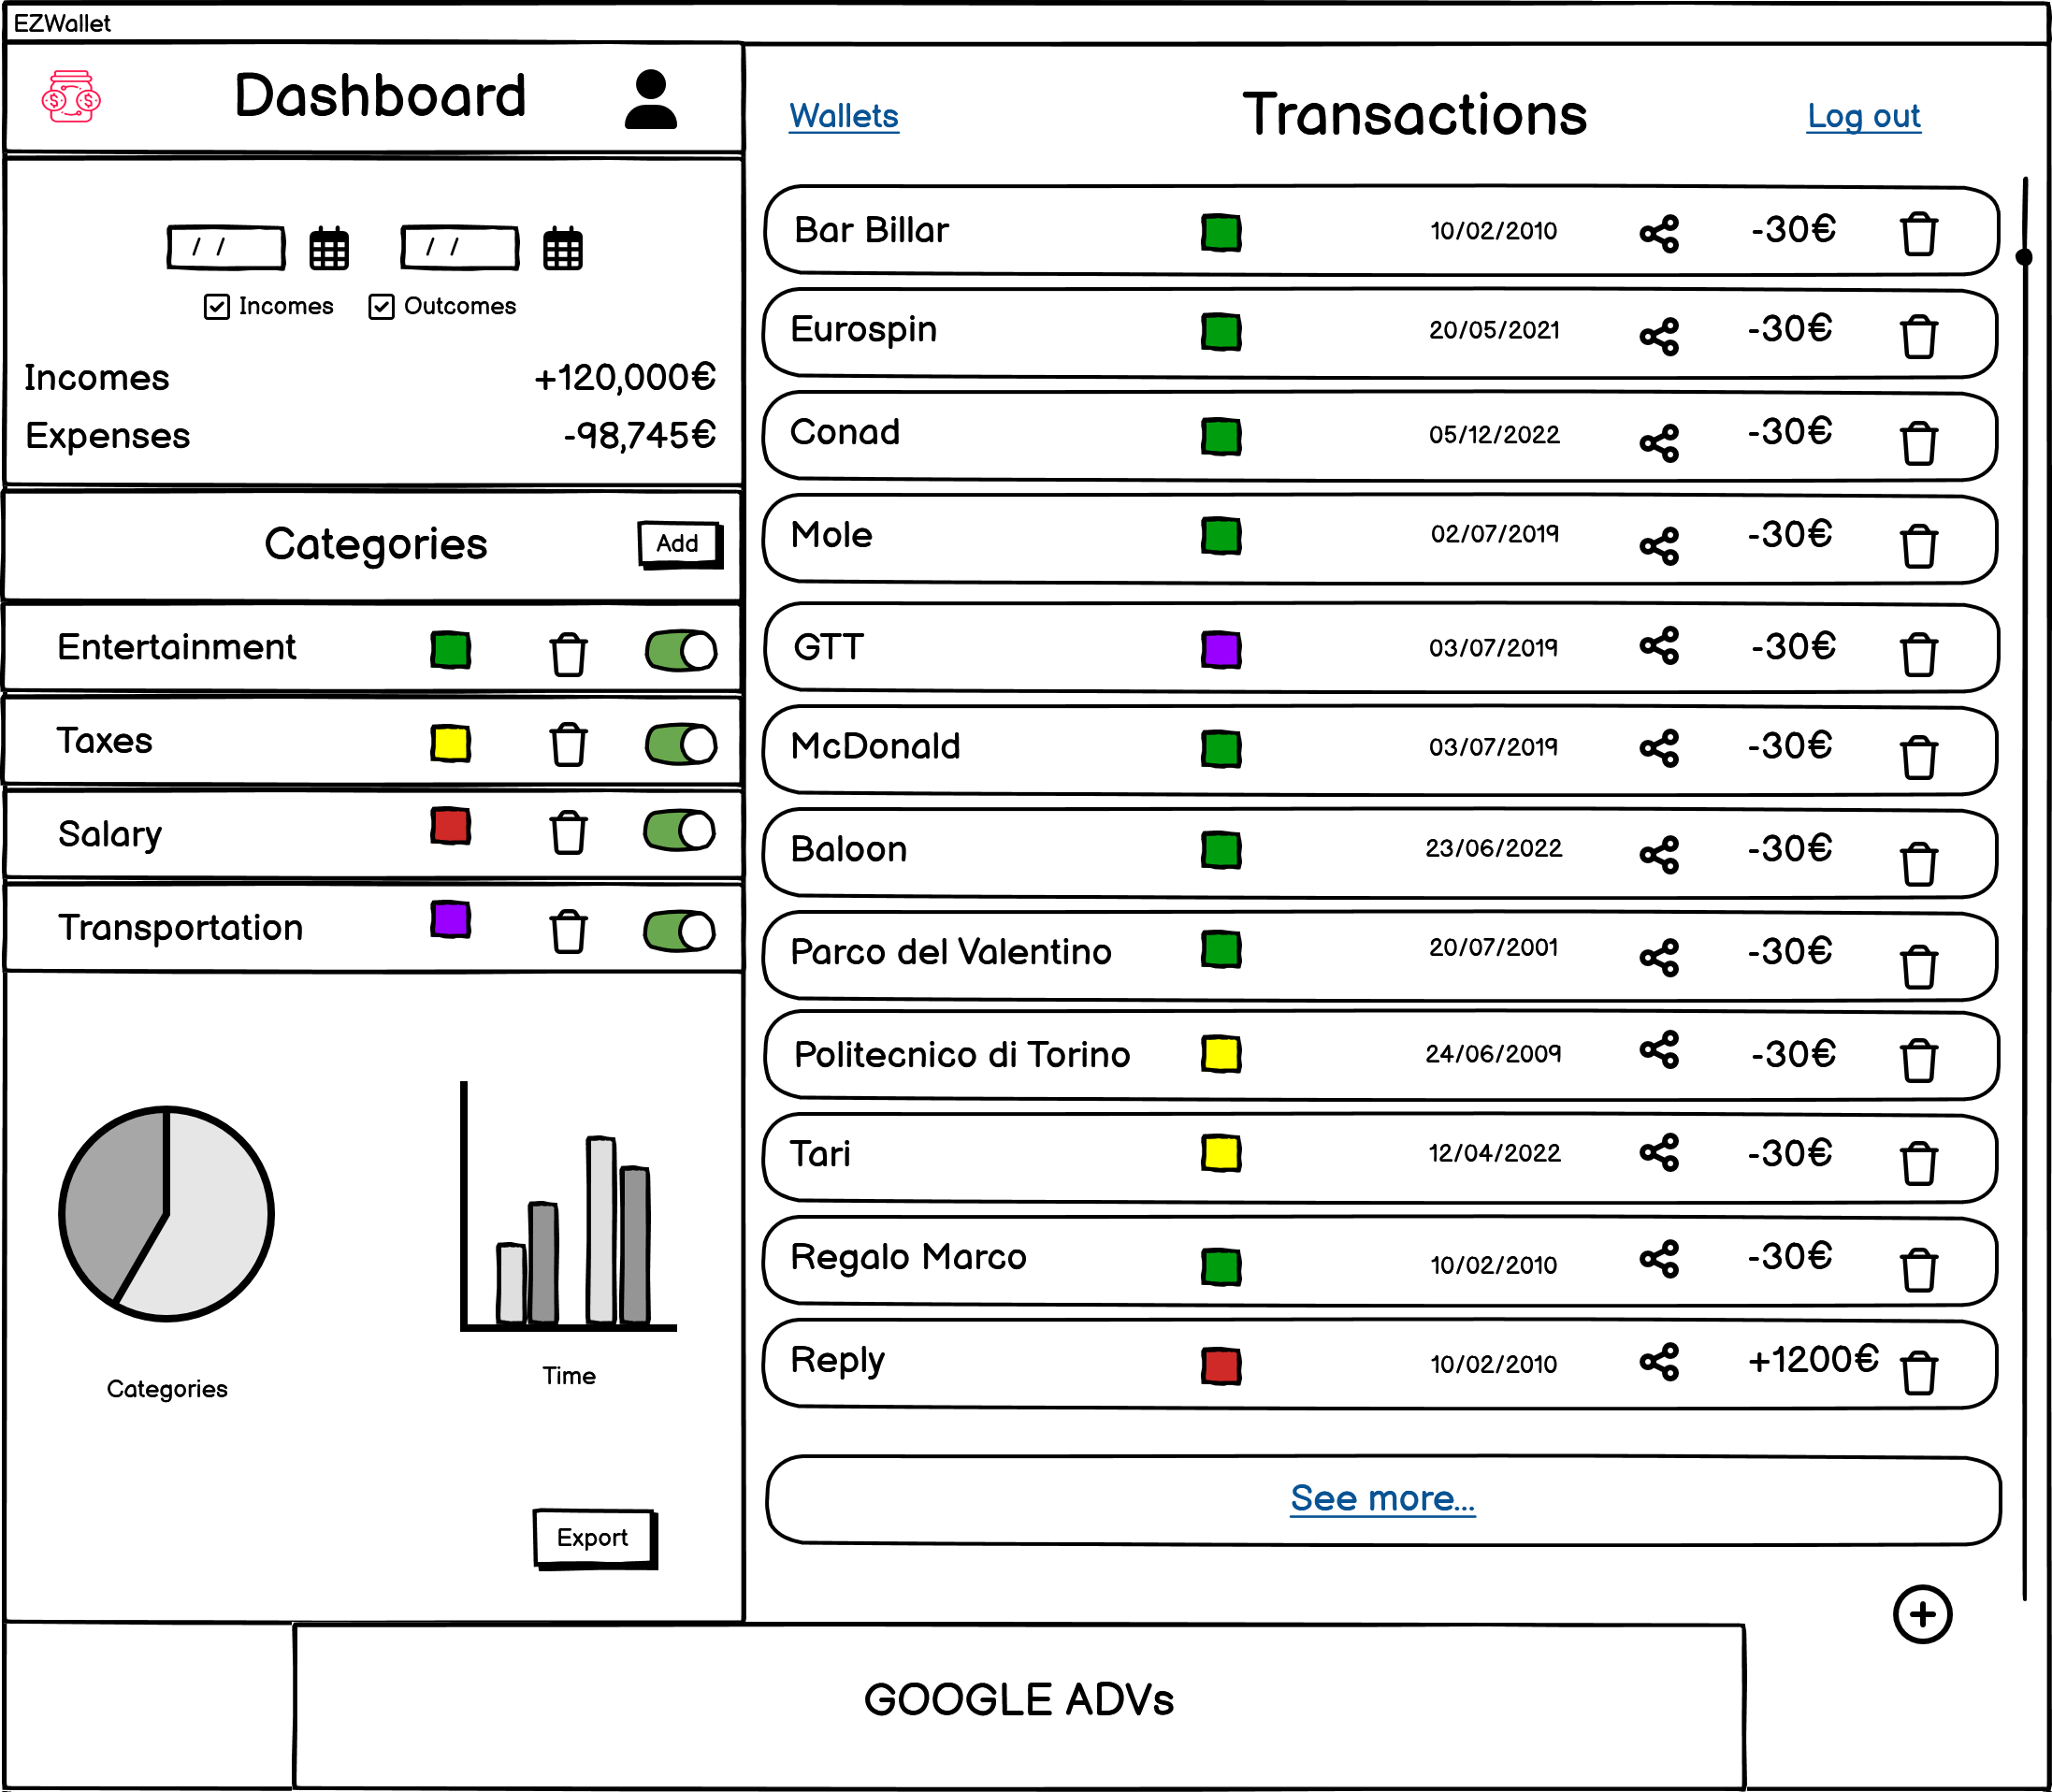 EZWallet
Dashboard
/ /
/ /
Incomes Outcomes
Incomes +120,000€
Expenses -98,745€
Categories Add
Entertainment
Taxes
Salary
Transportation
Categories
Time
Export
Wallets Transactions Log out
Bar Billar 10/02/2010 -30€
Eurospin 20/05/2021 -30€
Conad 05/12/2022 -30€
Mole 02/07/2019 -30€
GTT 03/07/2019 -30€
McDonald 03/07/2019 -30€
Baloon 23/06/2022 -30€
Parco del Valentino 20/07/2001 -30€
Politecnico di Torino 24/06/2009 -30€
Tari 12/04/2022 -30€
Regalo Marco 10/02/2010 -30€
Reply 10/02/2010 +1200€
See more...
GOOGLE ADVs